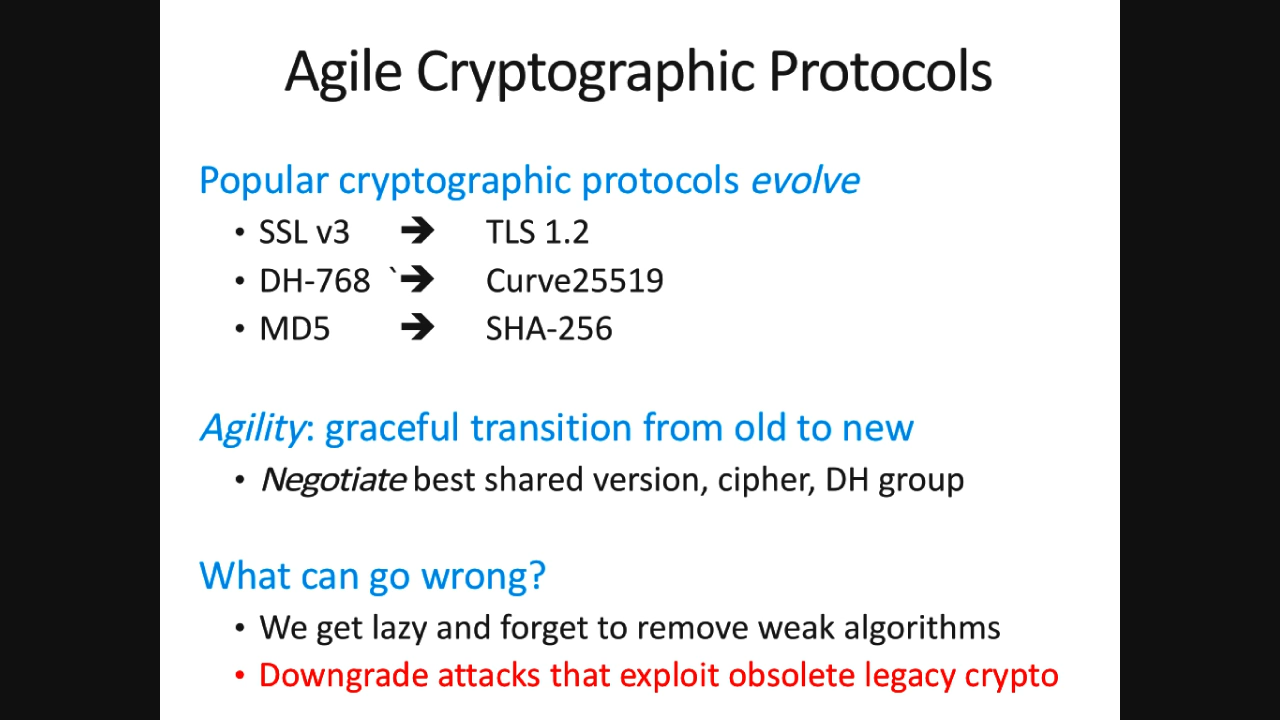 Agile Cryptographic Protocols
Popular cryptographic protocols evolve
• SSL v3 ➔ TLS 1.2
• DH-768 `➔ Curve25519
• MD5 ➔ SHA-256
Agility: graceful transition from old to new
• Negotiate best shared version, cipher, DH group
What can go wrong?
• We get lazy and forget to remove weak algorithms
• Downgrade attacks that exploit obsolete legacy crypto